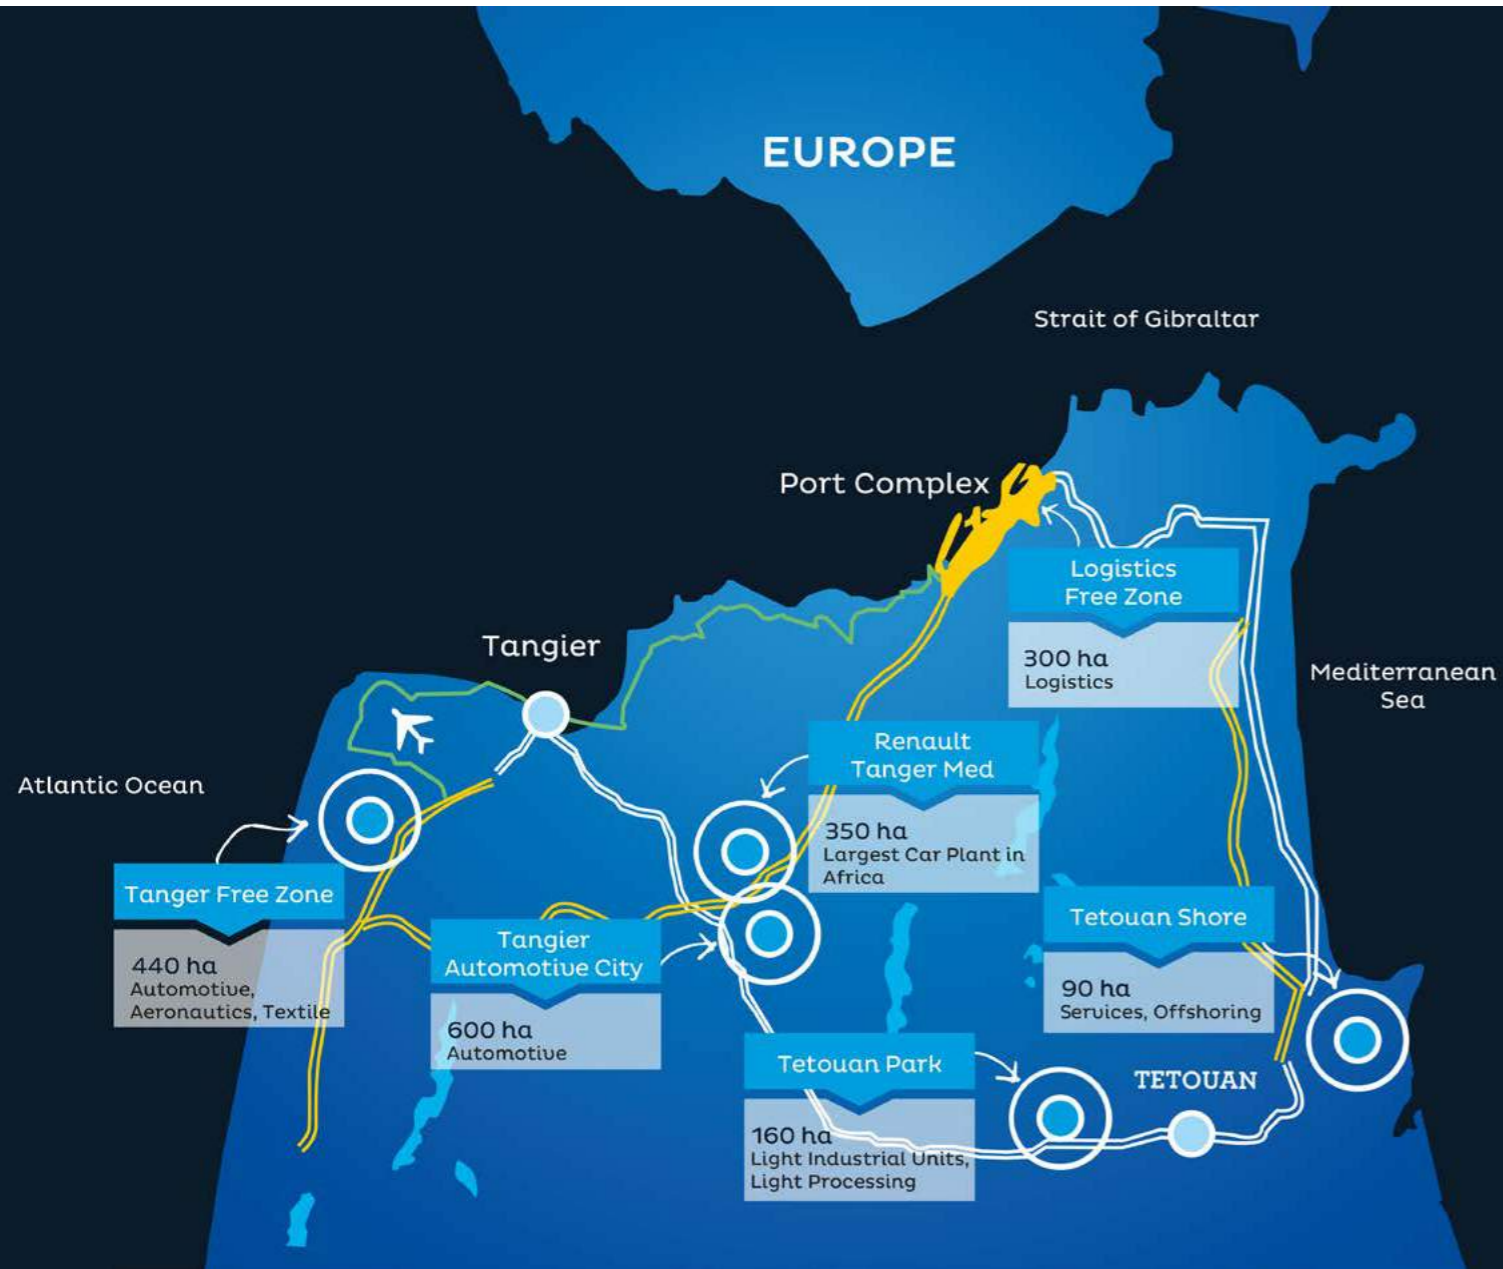 EUROPE
Strait of Gibraltar
Port Complex
Logistics
Free Zone
300 ha
Logistics
Tangier
Mediterranean
Sea
Renault
Tanger Med
350 ha
Largest Car Plant in
Africa
Atlantic Ocean
Tanger Free Zone
440 ha
Automotive,
Aeronautics, Textile
Tangier
Automotive City
600 ha
Automotive
Tetouan Shore
90 ha
Services, Offshoring
Tetouan Park
160 ha
Light Industrial Units,
Light Processing
TETOUAN